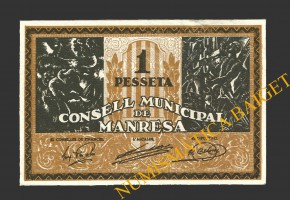 1
PESSETA
CONSELL MUNICIPAL
DE
MANRESA
NUMISMATICA BAIGET